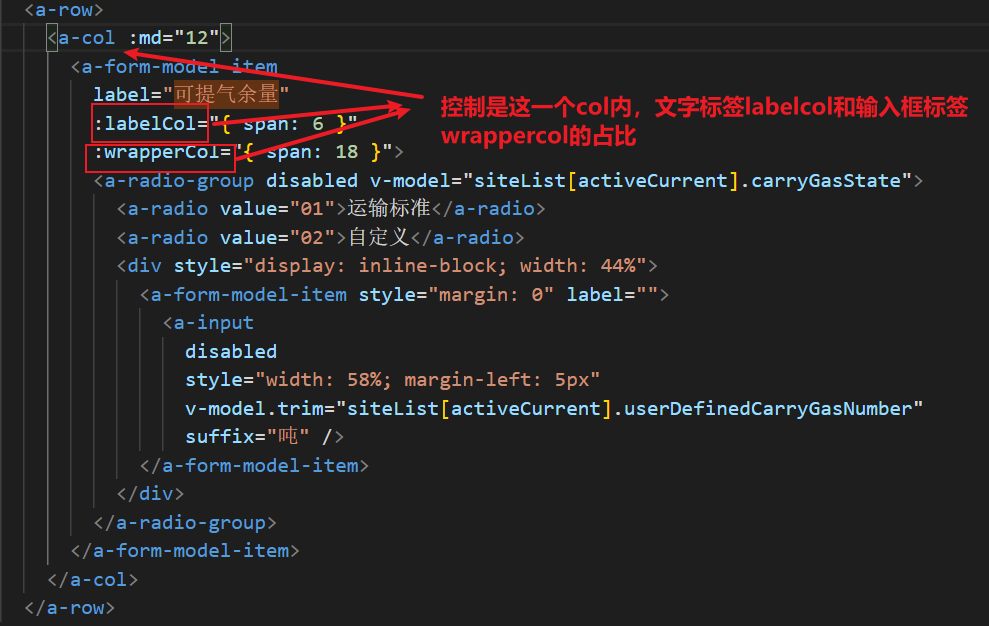 <a-row>
<a-col :md="12">
<a-form-model-item
label="可提气余量"
:labelCol="{ span: 6 }"
:wrapperCol="{ span: 18 }">
控制是这一个col内，文字标签labelcol和输入框标签
wrappercol的占比
<a-radio-group disabled v-model="siteList[activeCurrent].carryGasState">
<a-radio value="01">运输标准</a-radio>
<a-radio value="02">自定义</a-radio>
<div style="display: inline-block; width: 44%">
<a-form-model-item style="margin: 0" label="">
<a-input
disabled
style="width: 58%; margin-left: 5px"
v-model.trim="siteList[activeCurrent].userDefinedCarryGasNumber"
suffix="吨" />
</a-form-model-item>
</div>
</a-radio-group>
</a-form-model-item>
</a-col>
</a-row>